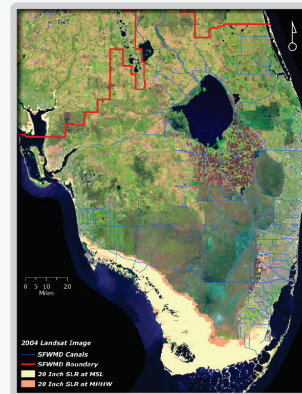 0 5 10 20
Miles
2004 Landsat Image
SFWMD Canals
SFWMD Boundary
20 Inch SLR at MSL
20 Inch SLR at MHHW